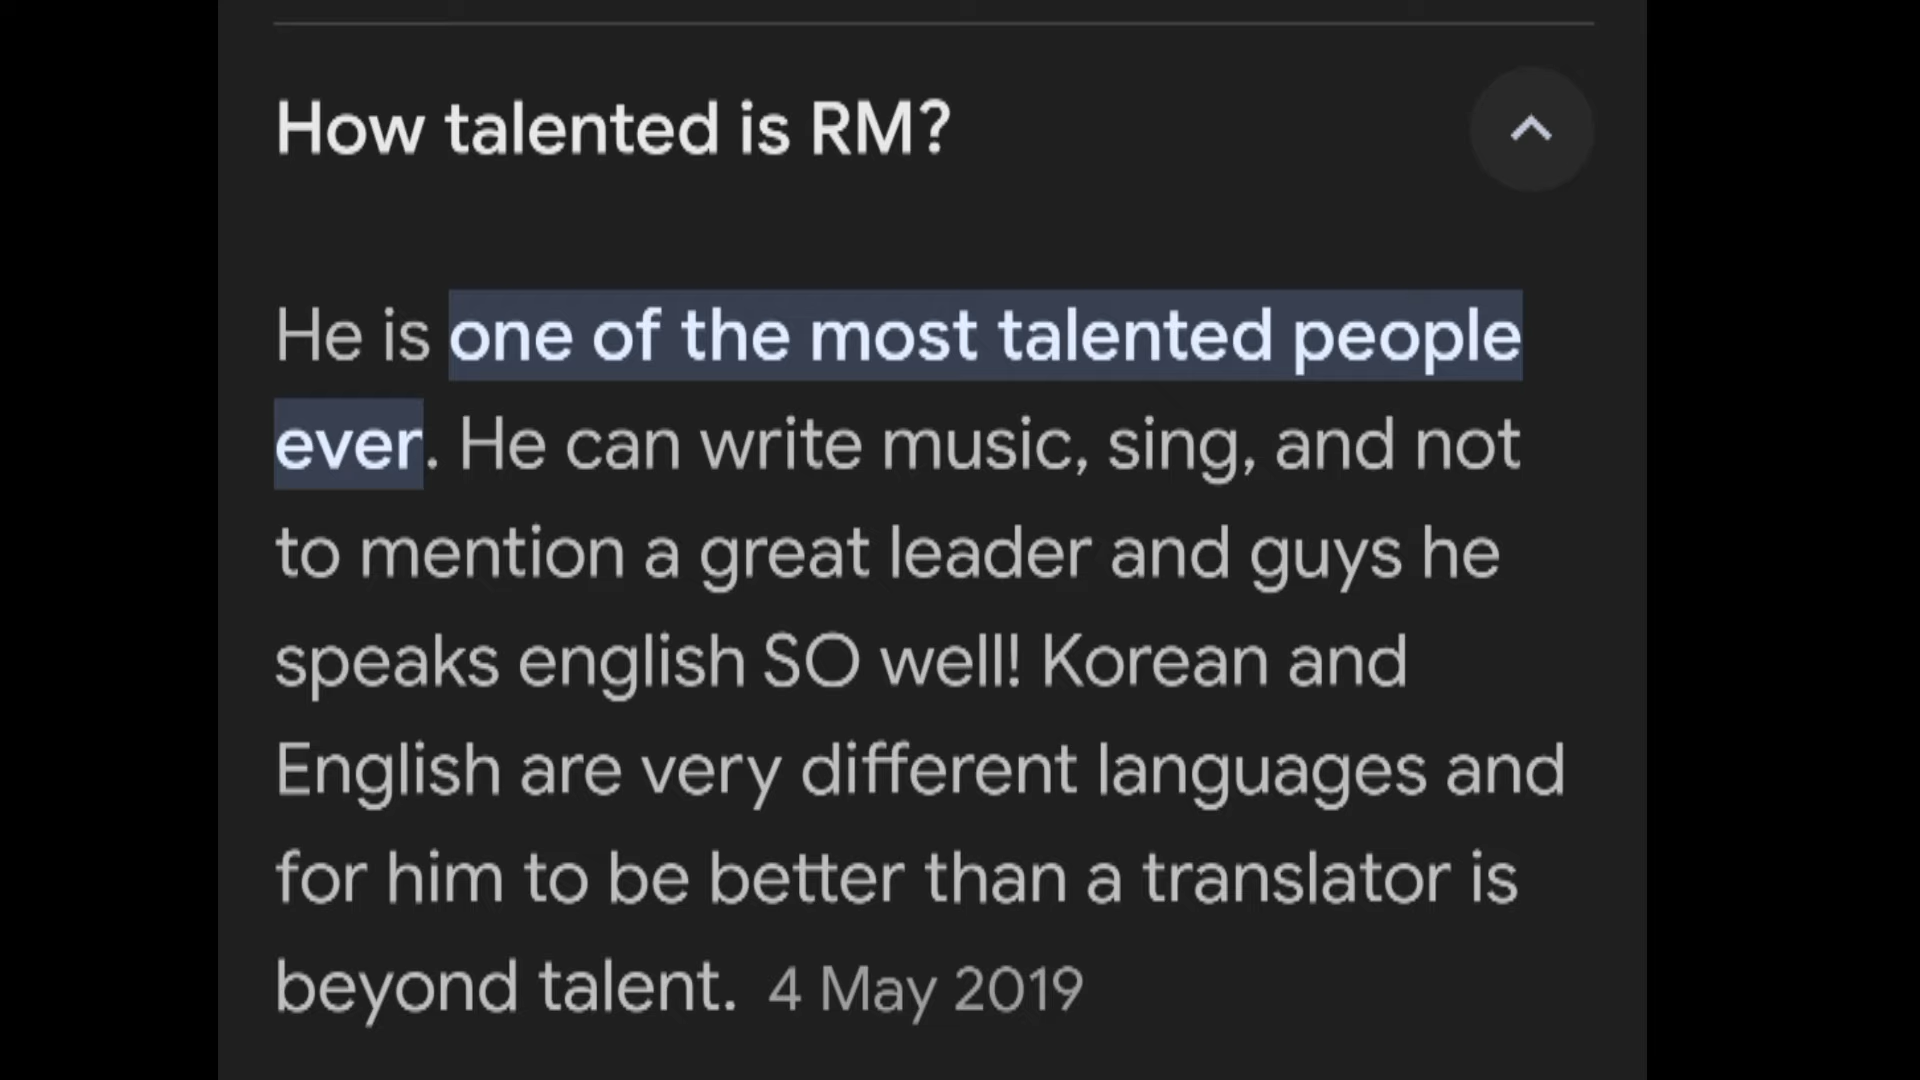 How talented is RM?
He is one of the most talented people
ever. He can write music, sing, and not
to mention a great leader and guys he
speaks english SO well! Korean and
English are very different languages and
for him to be better than a translator is
beyond talent. 4 May 2019